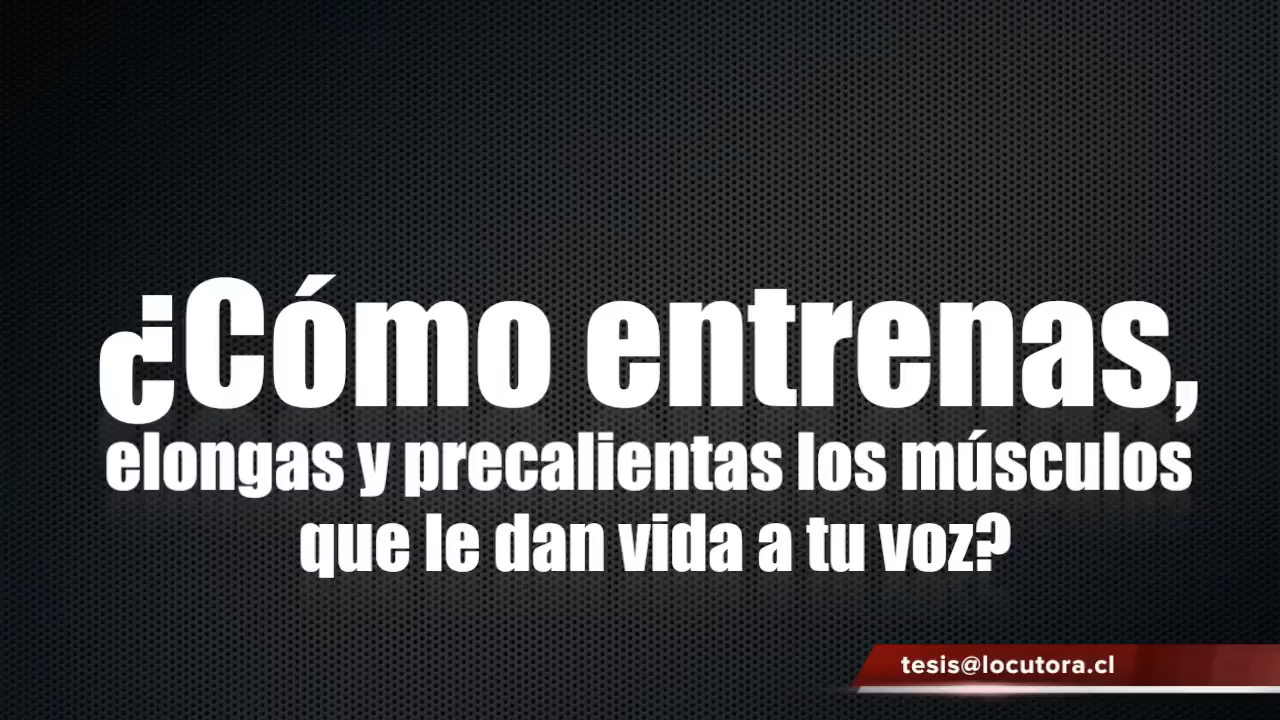 ¿Cómo entrenas,
elongas y precalientas los músculos
que le dan vida a tu voz?
tesis@locutora.cl